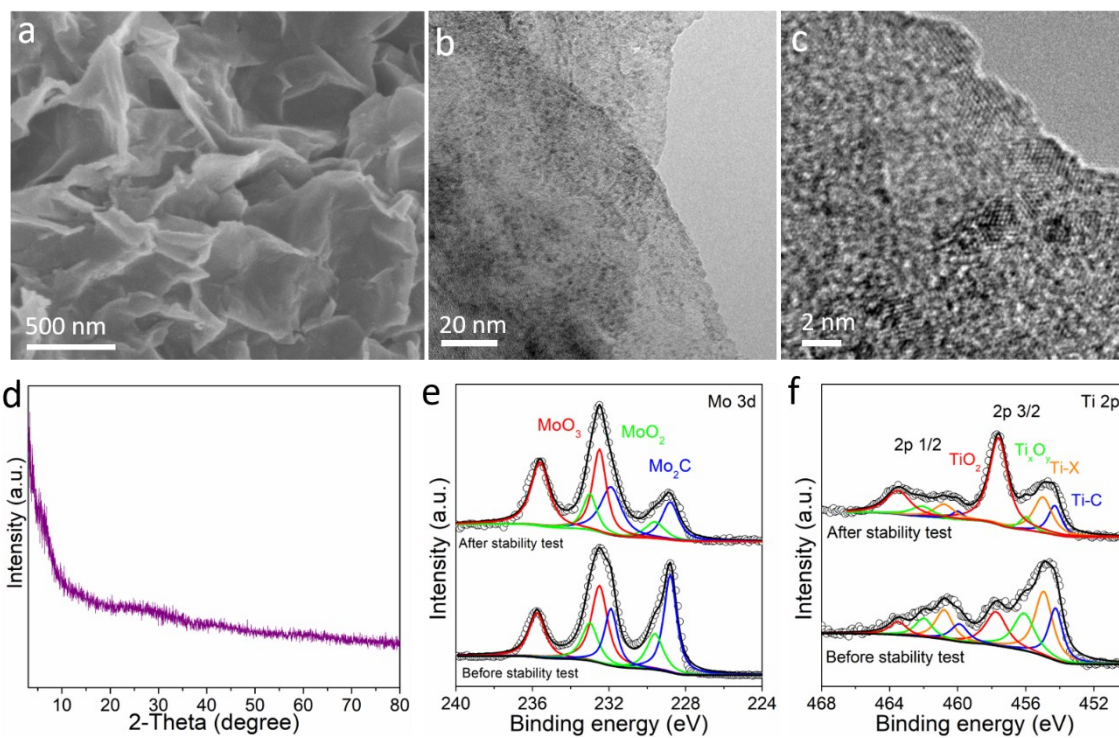 a
500 nm
b
20 nm
c
2 nm
d
Intensity (a.u.)
10 20 30 40 50 60 70 80
2-Theta (degree)
e
Mo 3d
MoO3
MoO2
Mo2C
After stability test
Before stability test
Intensity (a.u.)
240 236 232 228 224
Binding energy (eV)
f
Ti 2p
2p 3/2
2p 1/2
TiO2
TixOy
Ti-X
Ti-C
After stability test
Before stability test
Intensity (a.u.)
468 464 460 456 452
Binding energy (eV)